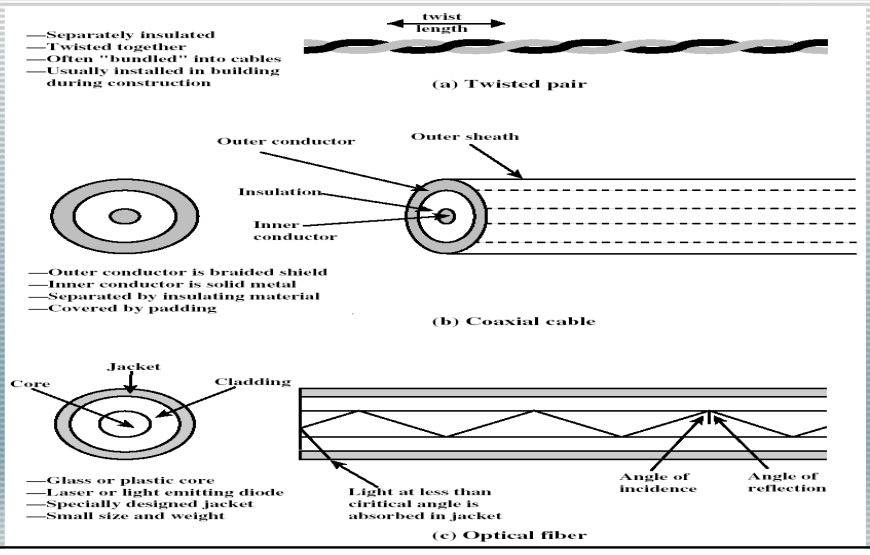 twist
length
—Separately insulated
—Twisted together
—Often "bundled" into cables
—Usually installed in building
during construction
(a) Twisted pair
Outer conductor
Outer sheath
Insulation
Inner
conductor
—Outer conductor is braided shield
—Inner conductor is solid metal
—Separated by insulating material
—Covered by padding
(b) Coaxial cable
Jacket
Core
Cladding
Angle of
incidence
Angle of
reflection
—Glass or plastic core
—Laser or light emitting diode
—Specially designed jacket
—Small size and weight
Light at less than
ciritical angle is
absorbed in jacket
(c) Optical fiber